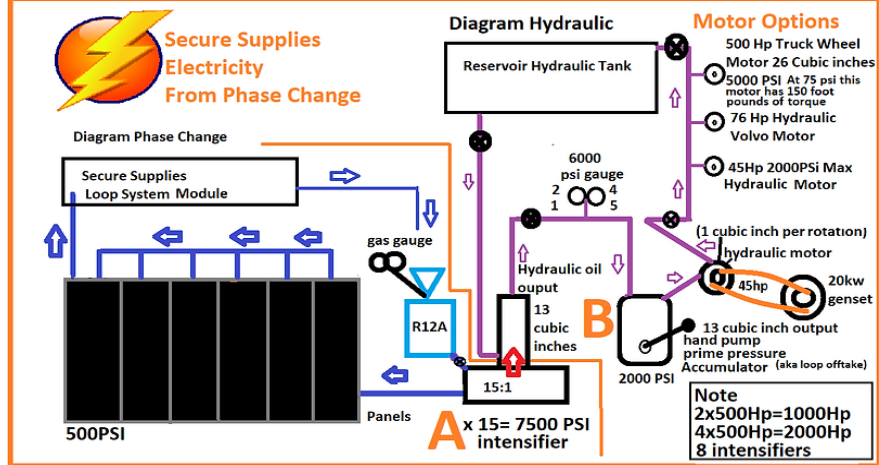 Secure Supplies
Electricity
From Phase Change
Diagram Hydraulic
Reservoir Hydraulic Tank
Motor Options
500 Hp Truck Wheel
Motor 26 Cubic inches
5000 PSI At 75 psi this
motor has 150 foot
pounds of torque
76 Hp Hydraulic
Volvo Motor
45Hp 2000PSi Max
Hydraulic Motor
Diagram Phase Change
Secure Supplies
Loop System Module
gas gauge
R12A
500PSI
Panels
6000
psi gauge
2 4
1 5
Hydraulic oil
ouput
13
cubic
inches
15:1
A x 15= 7500 PSI
intensifier
B
2000 PSI
(1 cubic inch per rotation)
hydraulic motor
45hp
20kw
genset
13 cubic inch output
hand pump
prime pressure
Accumulator (aka loop offtake)
Note
2x500Hp=1000Hp
4x500Hp=2000Hp
8 intensifiers